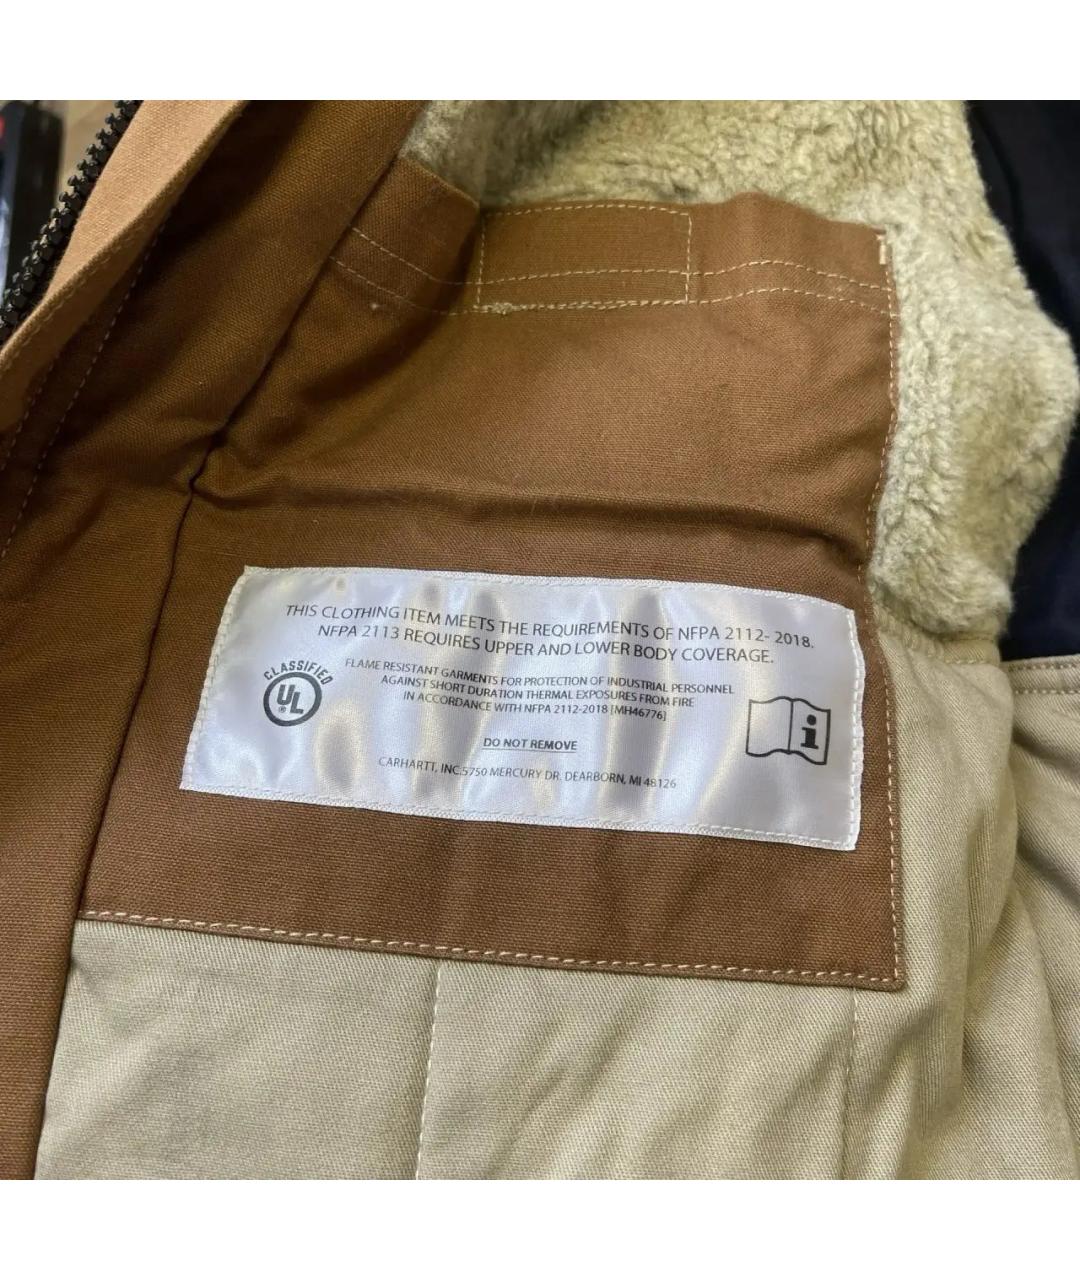 THIS CLOTHING ITEM MEETS THE REQUIREMENTS OF NFPA 2112- 2018.
NFPA 2113 REQUIRES UPPER AND LOWER BODY COVERAGE.
CLASSIFIED
UL
®
FLAME RESISTANT GARMENTS FOR PROTECTION OF INDUSTRIAL PERSONNEL
AGAINST SHORT DURATION THERMAL EXPOSURES FROM FIRE
IN ACCORDANCE WITH NFPA 2112-2018 [MH46776]
i
DO NOT REMOVE
CARHARTT, INC.5750 MERCURY DR. DEARBORN, MI 48126